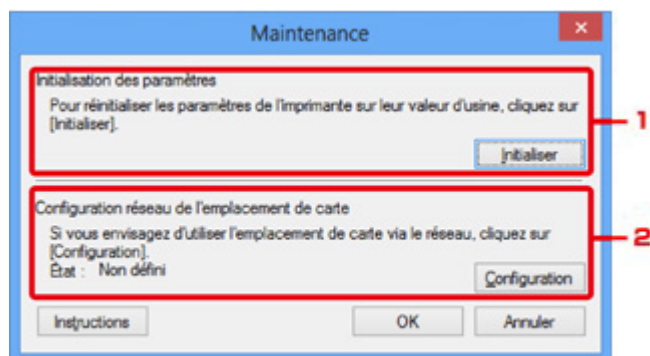 Maintenance
Initialisation des paramètres
Pour réinitialiser les paramètres de l'imprimante sur leur valeur d'usine, cliquez sur
[Initialiser].
1
Initialiser
Configuration réseau de l'emplacement de carte
Si vous envisagez d'utiliser l'emplacement de carte via le réseau, cliquez sur
[Configuration].
2
État : Non défini
Configuration
Instructions OK Annuler